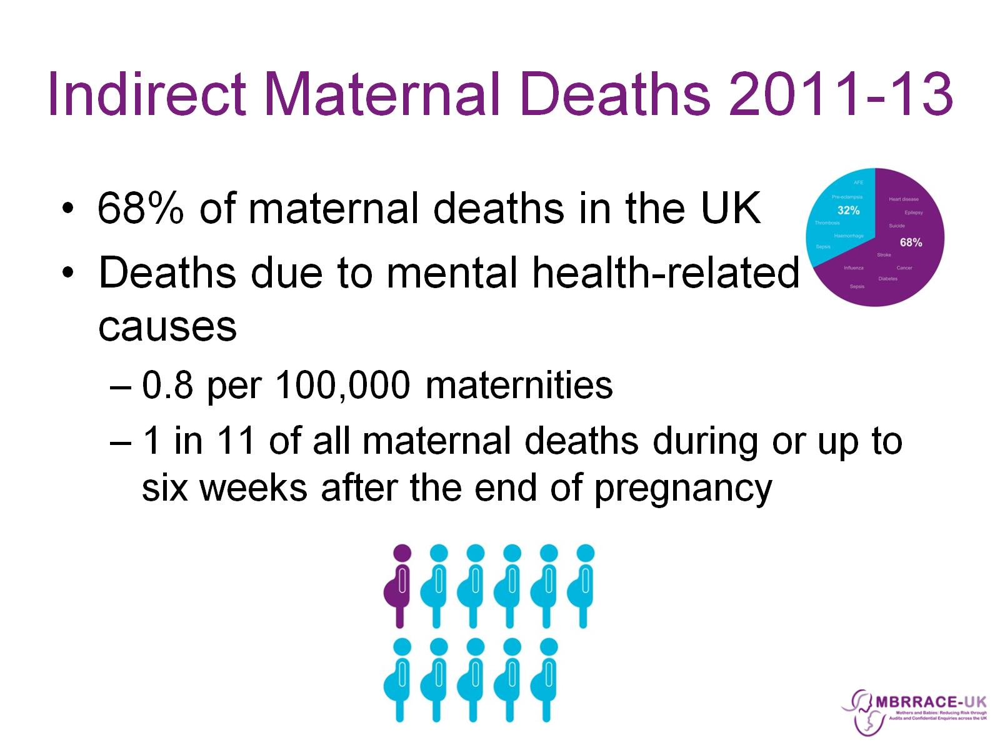 Indirect Maternal Deaths 2011-13
• 68% of maternal deaths in the UK
• Deaths due to mental health-related
causes
– 0.8 per 100,000 maternities
– 1 in 11 of all maternal deaths during or up to
six weeks after the end of pregnancy
AFE
Pre-eclampsia
32%
Thrombosis
Haemorrhage
Sepsis
Heart disease
Epilepsy
Suicide
68%
Stroke
Influenza
Cancer
Diabetes
Sepsis
MBRRACE-UK
Mothers and Babies: Reducing Risk through
Audits and Confidential Enquiries across the UK